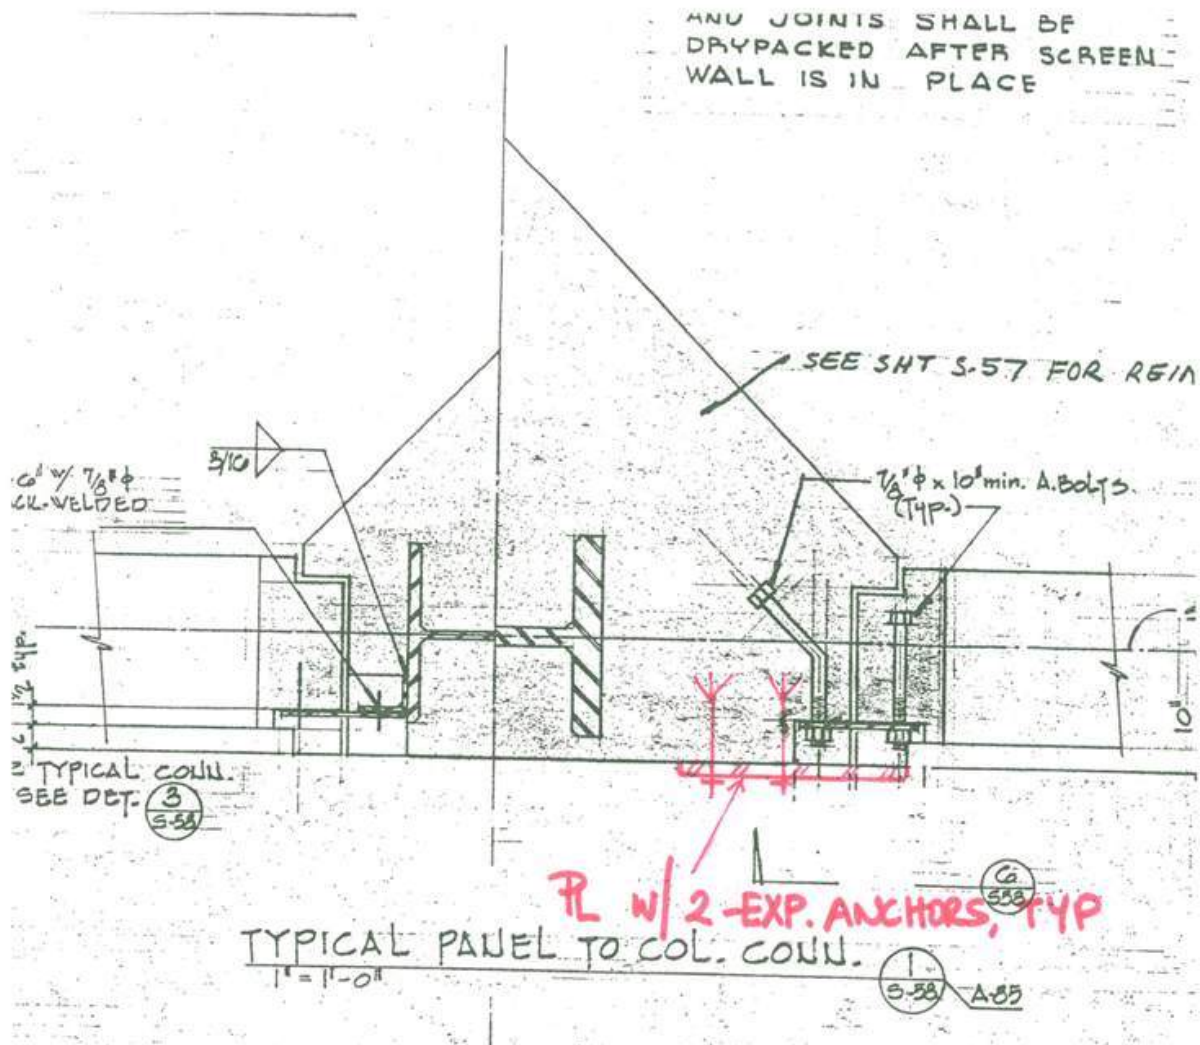 AND JOINTS SHALL BE
DRYPACKED AFTER SCREEN
WALL IS IN PLACE
SEE SHT S-57 FOR REIN
3/16
6" W/ 7/8" φ
CK-WELDED
7/8" φ x 10" min. A.BOLTS
(TYP.)
10"
TYPICAL CONN.
SEE DET. 3
S-58
PL W/ 2-EXP. ANCHORS, TYP
S58
TYPICAL PANEL TO COL. CONN.
1" = 1'-0"
1
S-58
A-85